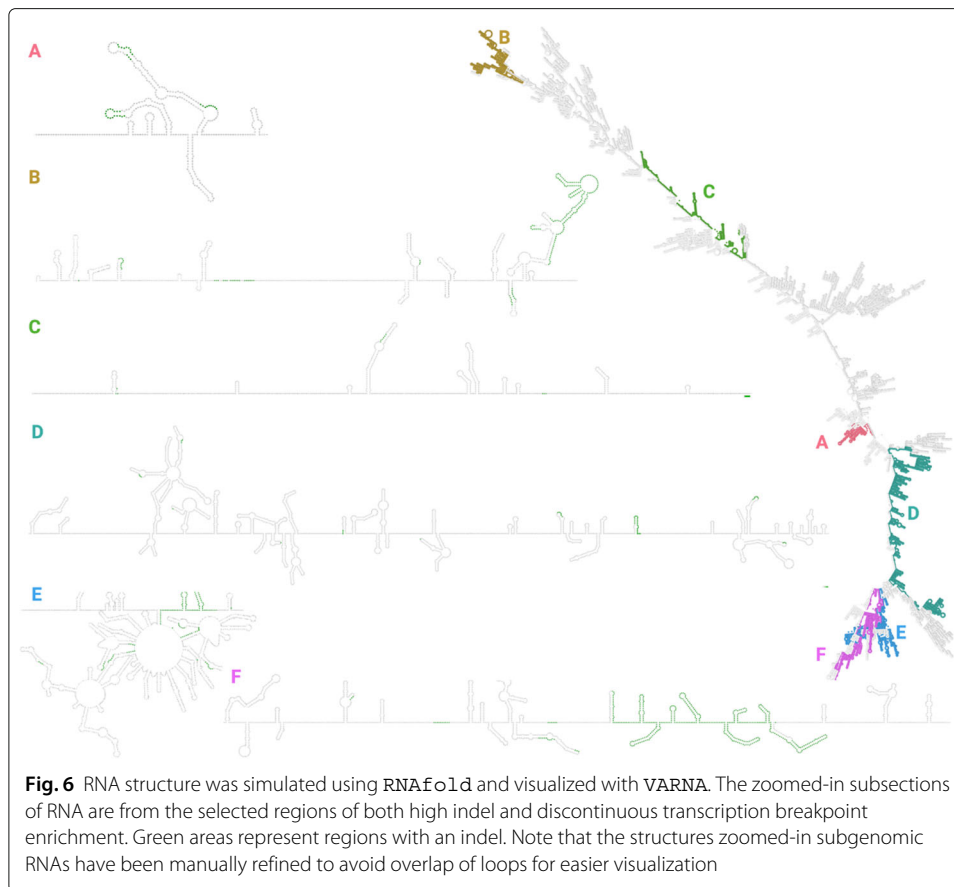 A
B
B
C
C
D
A
D
E
E
F
F
Fig. 6 RNA structure was simulated using RNAfold and visualized with VARNA. The zoomed-in subsections
of RNA are from the selected regions of both high indel and discontinuous transcription breakpoint
enrichment. Green areas represent regions with an indel. Note that the structures zoomed-in subgenomic
RNAs have been manually refined to avoid overlap of loops for easier visualization